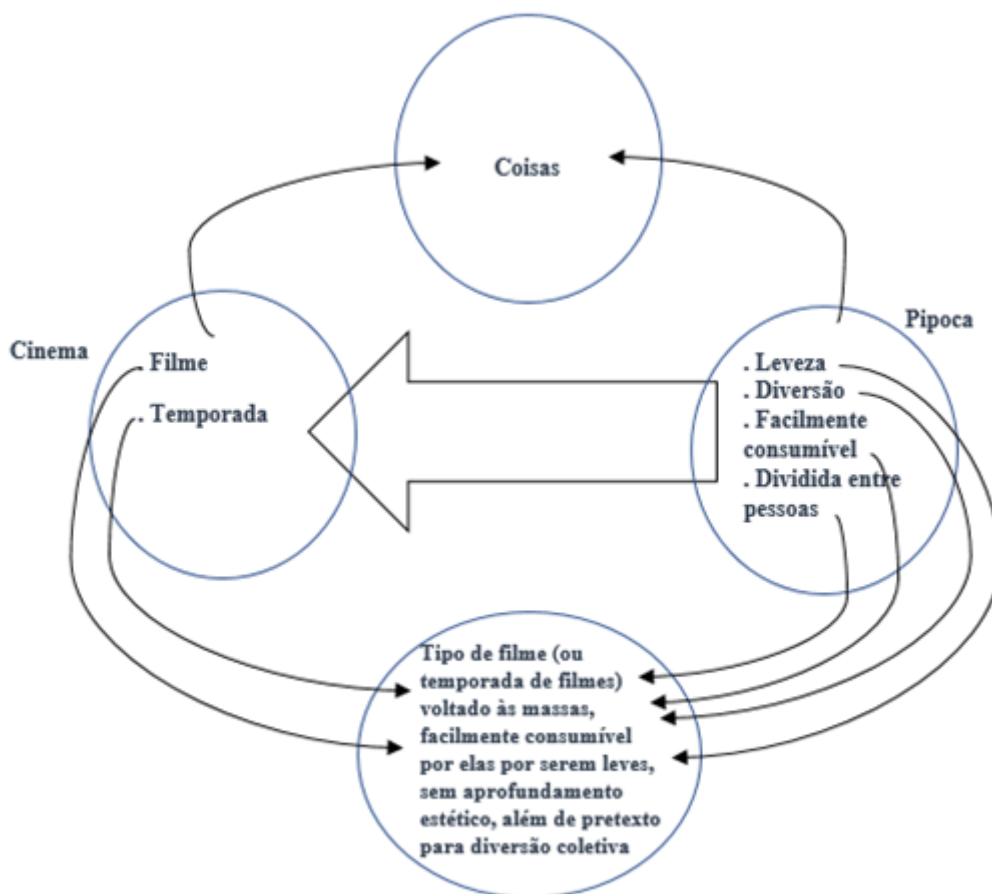 Coisas
Cinema
. Filme
. Temporada
Pipoca
. Leveza
. Diversão
. Facilmente
consumível
. Dividida entre
pessoas
Tipo de filme (ou
temporada de filmes)
voltado às massas,
facilmente consumível
por elas por serem leves,
sem aprofundamento
estético, além de pretexto
para diversão coletiva